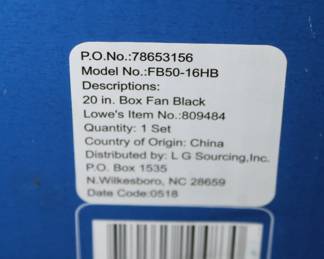 P.O.No.:78653156
Model No.:FB50-16HB
Descriptions:
20 in. Box Fan Black
Lowe's Item No.:809484
Quantity: 1 Set
Country of Origin: China
Distributed by: L G Sourcing,Inc.
P.O. Box 1535
N.Wilkesboro, NC 28659
Date Code:0518